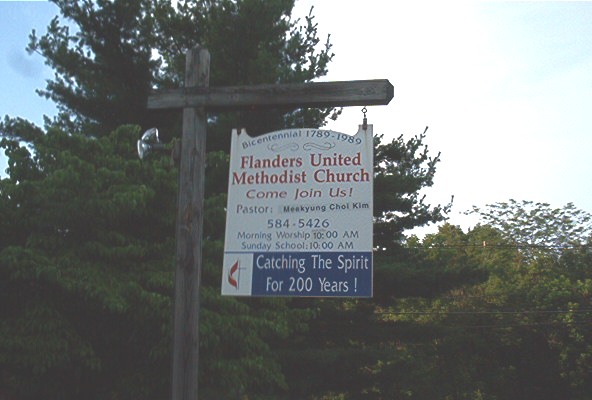 Bicentennial 1789-1989
Flanders United
Methodist Church
Come Join Us!
Pastor: Meakyung Choi Kim
584-5426
Morning Worship 10:00 AM
Sunday School: 10:00 AM
Catching The Spirit
For 200 Years !